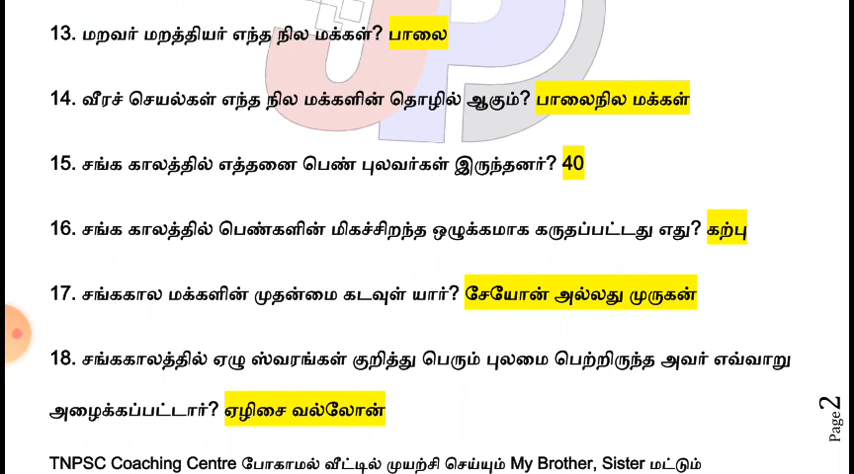 13. மறவர் மறத்தியர் எந்த நில மக்கள்? பாலை
14. வீரச் செயல்கள் எந்த நில மக்களின் தொழில் ஆகும்? பாலைநில மக்கள்
15. சங்க காலத்தில் எத்தனை பெண் புலவர்கள் இருந்தனர்? 40
16. சங்க காலத்தில் பெண்களின் மிகச்சிறந்த ஒழுக்கமாக கருதப்பட்டது எது? கற்பு
17. சங்ககால மக்களின் முதன்மை கடவுள் யார்? சேயோன் அல்லது முருகன்
18. சங்ககாலத்தில் ஏழு ஸ்வரங்கள் குறித்து பெரும் புலமை பெற்றிருந்த அவர் எவ்வாறு
அழைக்கப்பட்டார்? ஏழிசை வல்லோன்
Page2
TNPSC Coaching Centre போகாமல் வீட்டில் முயற்சி செய்யும் My Brother, Sister மட்டும்